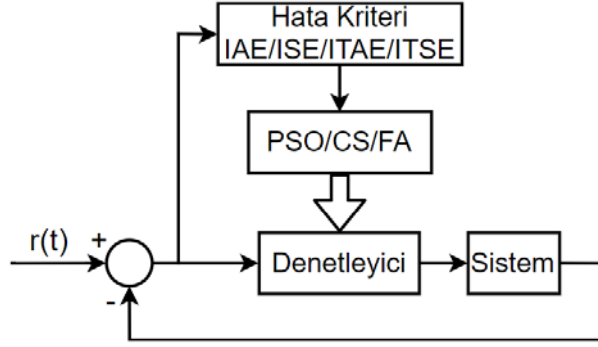 Hata Kriteri
IAE/ISE/ITAE/ITSE
PSO/CS/FA
r(t)
+
-
Denetleyici
Sistem